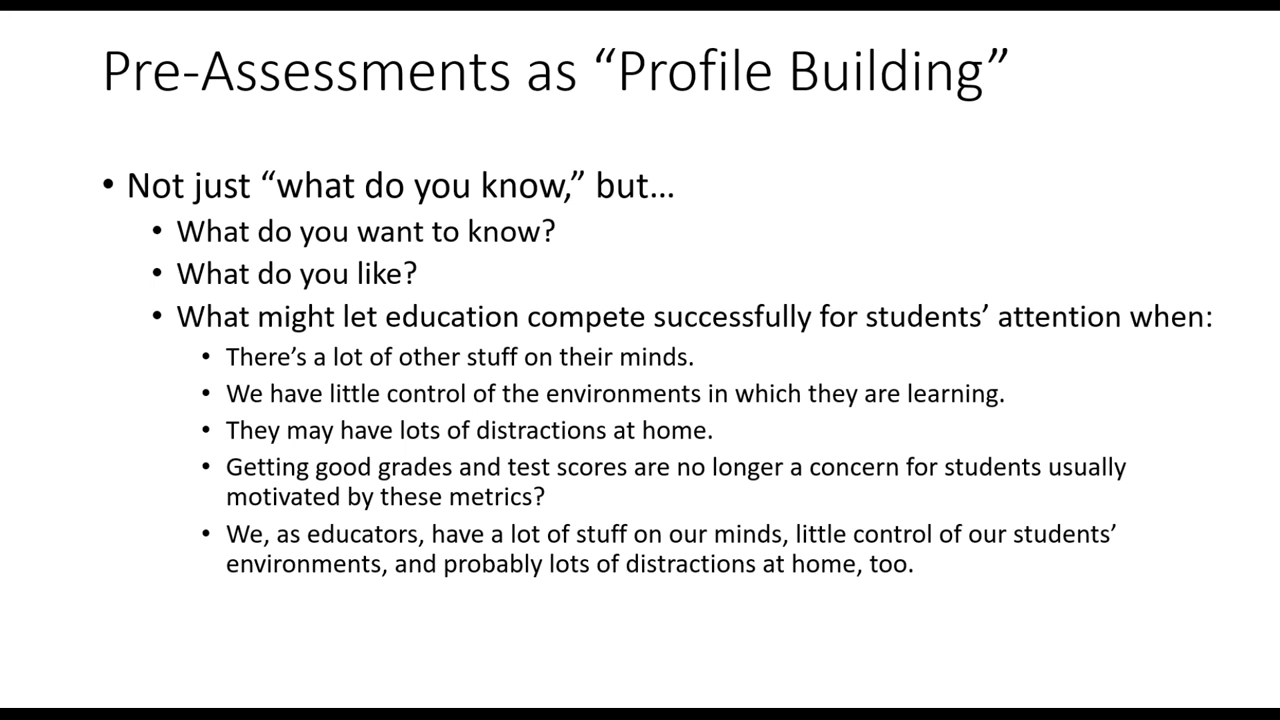 Pre-Assessments as “Profile Building”
• Not just “what do you know,” but…
• What do you want to know?
• What do you like?
• What might let education compete successfully for students’ attention when:
• There’s a lot of other stuff on their minds.
• We have little control of the environments in which they are learning.
• They may have lots of distractions at home.
• Getting good grades and test scores are no longer a concern for students usually
motivated by these metrics?
• We, as educators, have a lot of stuff on our minds, little control of our students’
environments, and probably lots of distractions at home, too.